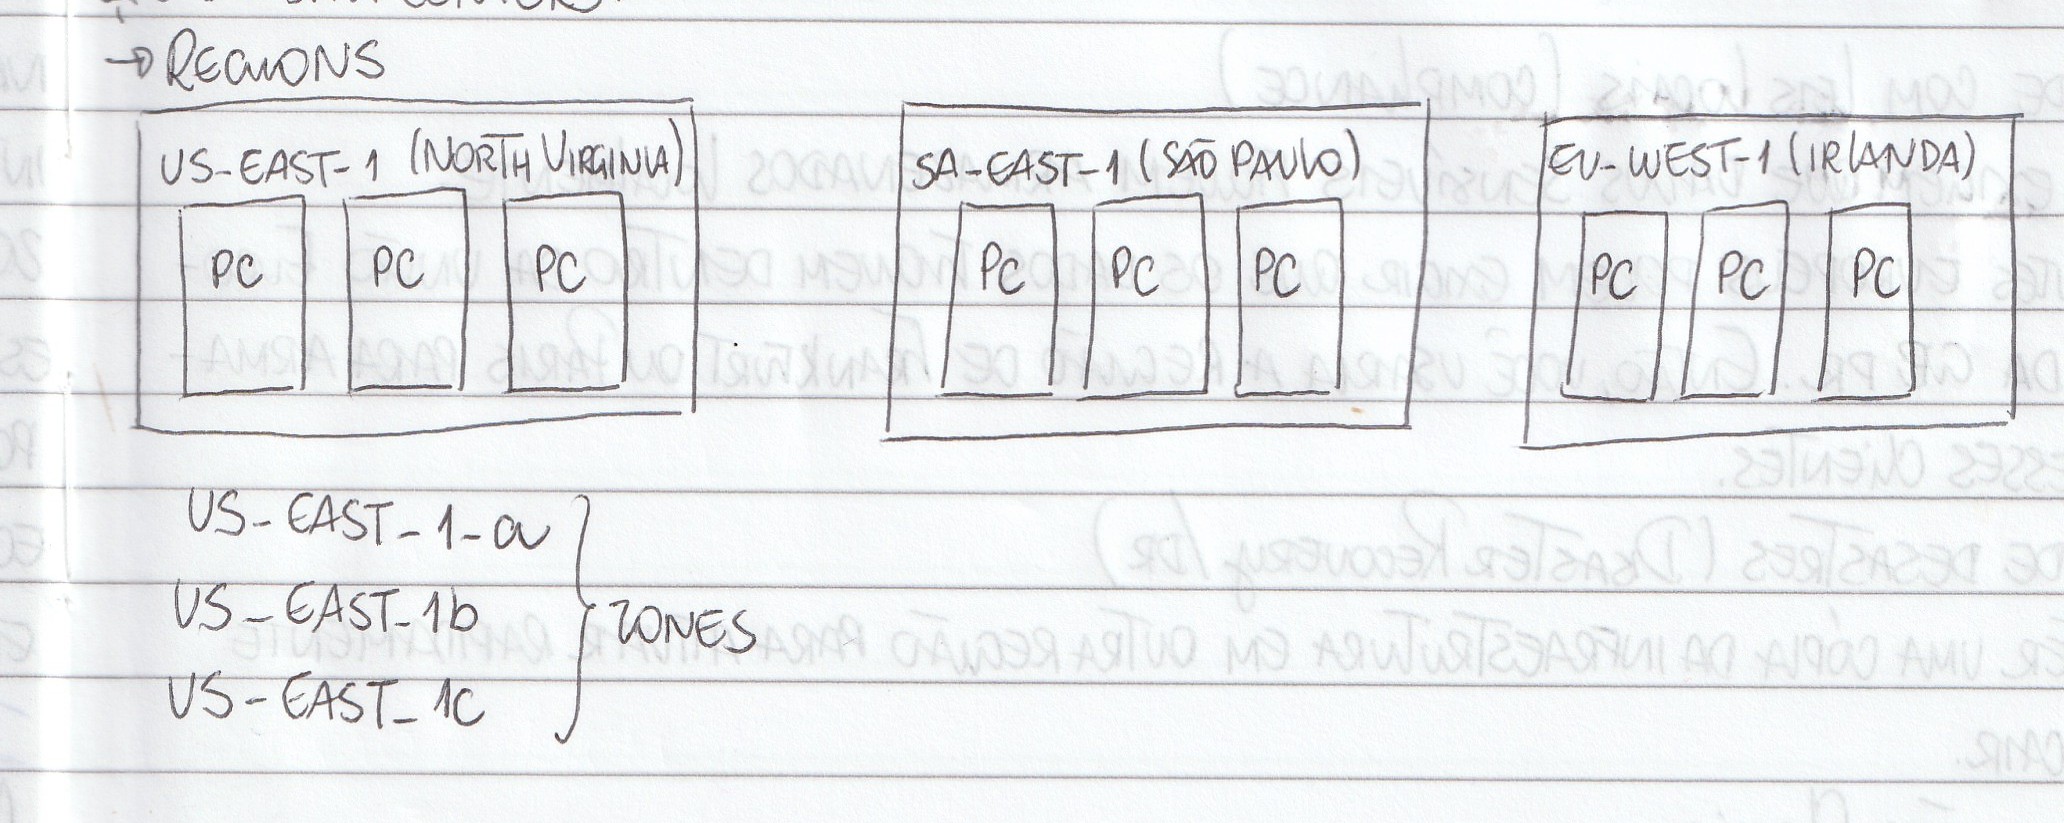 → REGIONS
US-EAST-1 (NORTH VIRGINIA)
PC PC PC
SA-EAST-1 (SÃO PAULO)
PC PC PC
EU-WEST-1 (IRLANDA)
PC PC PC
US-EAST-1-a
US-EAST-1b
US-EAST-1c
ZONES